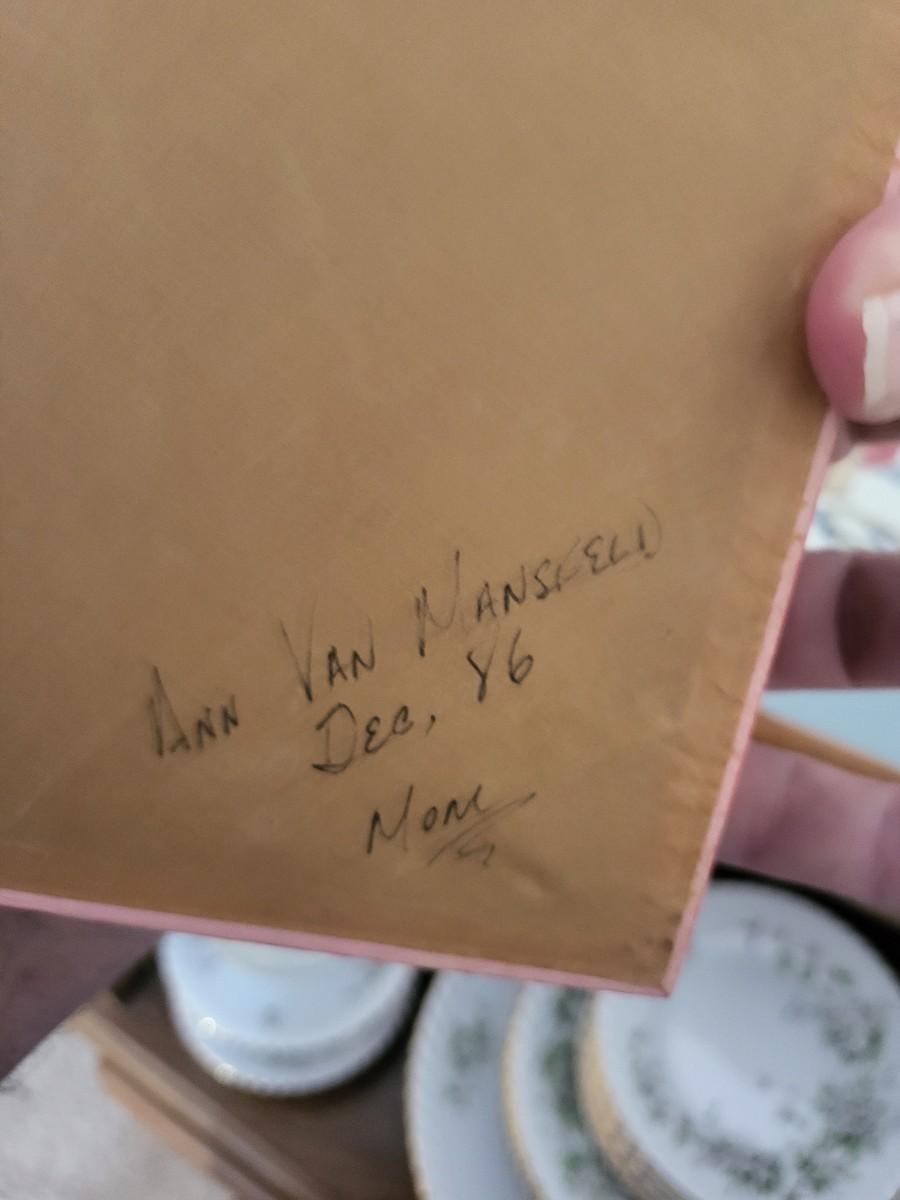 Ann Van Mansfeld
Dec, 86
Mom